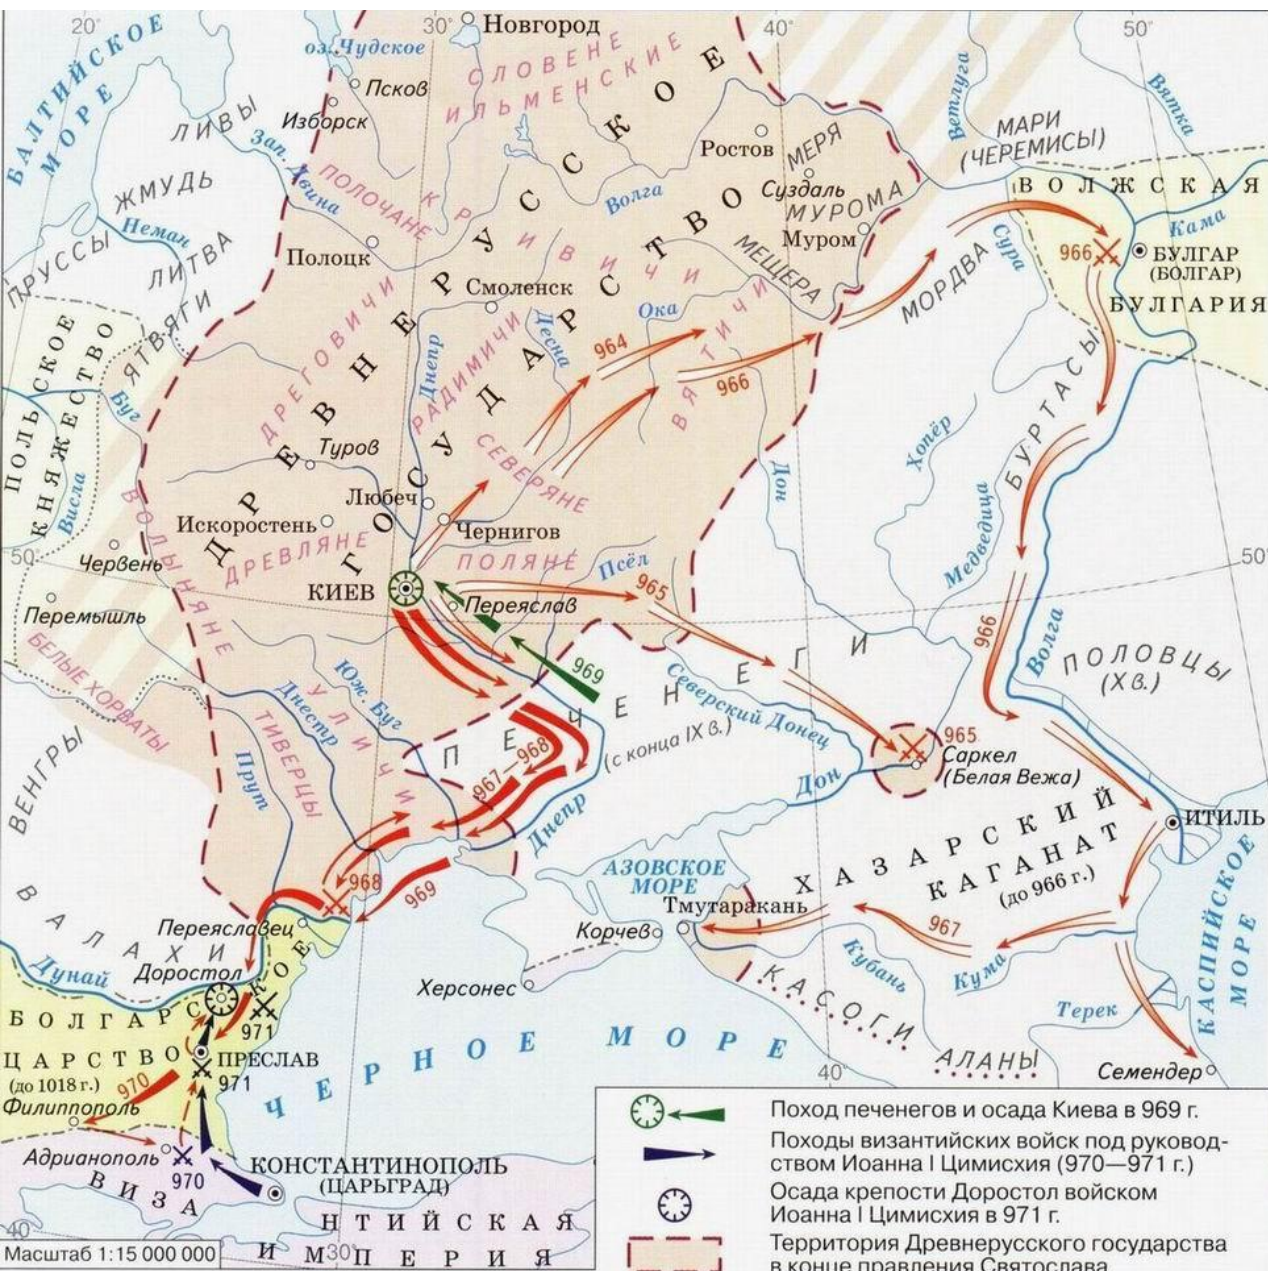 20°
30°
40°
50°
Новгород
БАЛТИЙСКОЕ
МОРЕ
оз. Чудское
Псков
Изборск
СЛОВЕНЕ
ИЛЬМЕНСКИЕ
Ветлуга
Вятка
МАРИ
(ЧЕРЕМИСЫ)
ЛИВЫ
Зап. Двина
ЖМУДЬ
Неман
ПРУССЫ
ЛИТВА
ЯТВЯГИ
ПОЛОЧАНЕ
КРИВИЧИ
Волга
Ростов
МЕРЯ
Суздаль
МУРОМА
Муром
МЕЩЕРА
Полоцк
Смоленск
ДРЕВНЕРУССКОЕ
ГОСУДАРСТВО
Ока
Десна
Днепр
964
966
ВЯТИЧИ
МОРДВА
Сура
966
ВОЛЖСКАЯ
Кама
БУЛГАР
(БОЛГАР)
БУЛГАРИЯ
БУРТАСЫ
ПОЛЬСКОЕ
КНЯЖЕСТВО
Буг
Висла
ДРЕГОВИЧИ
РАДИМИЧИ
Туров
СЕВЕРЯНЕ
Любеч
Чернигов
Искоростень
ДРЕВЛЯНЕ
ПОЛЯНЕ
Псёл
Дон
Хопёр
Медведица
50°
50°
Червень
ВОЛЫНЯНЕ
КИЕВ
Переяслав
965
966
Волга
Перемышль
БЕЛЫЕ ХОРВАТЫ
969
ПЕЧЕНЕГИ
(с конца IX в.)
ПОЛОВЦЫ
(X в.)
Юж. Буг
Днестр
УЛИЧИ
ТИВЕРЦЫ
Прут
Северский Донец
965
Саркел
(Белая Вежа)
Дон
967—968
Днепр
ВЕНГРЫ
ВАЛАХИ
ИТИЛЬ
ХАЗАРСКИЙ
КАГАНАТ
(до 966 г.)
АЗОВСКОЕ
МОРЕ
Тмутаракань
968
969
Переяславец
Корчев
967
Кубань
Кума
КАСПИЙСКОЕ
МОРЕ
Дунай
Доростол
Херсонес
КАСОГИ
Терек
АЛАНЫ
Семендер
БОЛГАРСКОЕ
ЦАРСТВО
(до 1018 г.)
971
ПРЕСЛАВ
971
970
Филиппополь
ЧЕРНОЕ МОРЕ
40°
Адрианополь
970
КОНСТАНТИНОПОЛЬ
(ЦАРЬГРАД)
ВИЗАНТИЙСКАЯ
ИМПЕРИЯ
40°
30°
Масштаб 1:15 000 000
Поход печенегов и осада Киева в 969 г.
Походы византийских войск под руковод-
ством Иоанна I Цимисхия (970—971 г.)
Осада крепости Доростол войском
Иоанна I Цимисхия в 971 г.
Территория Древнерусского государства
в конце правления Святослава